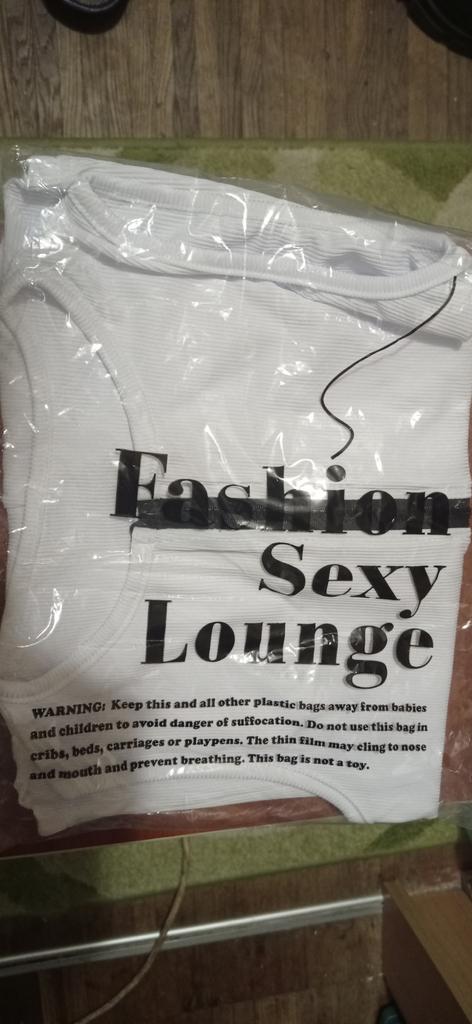 Fashion
Sexy
Lounge
WARNING: Keep this and all other plastic bags away from babies
and children to avoid danger of suffocation. Do not use this bag in
cribs, beds, carriages or playpens. The thin film may cling to nose
and mouth and prevent breathing. This bag is not a toy.